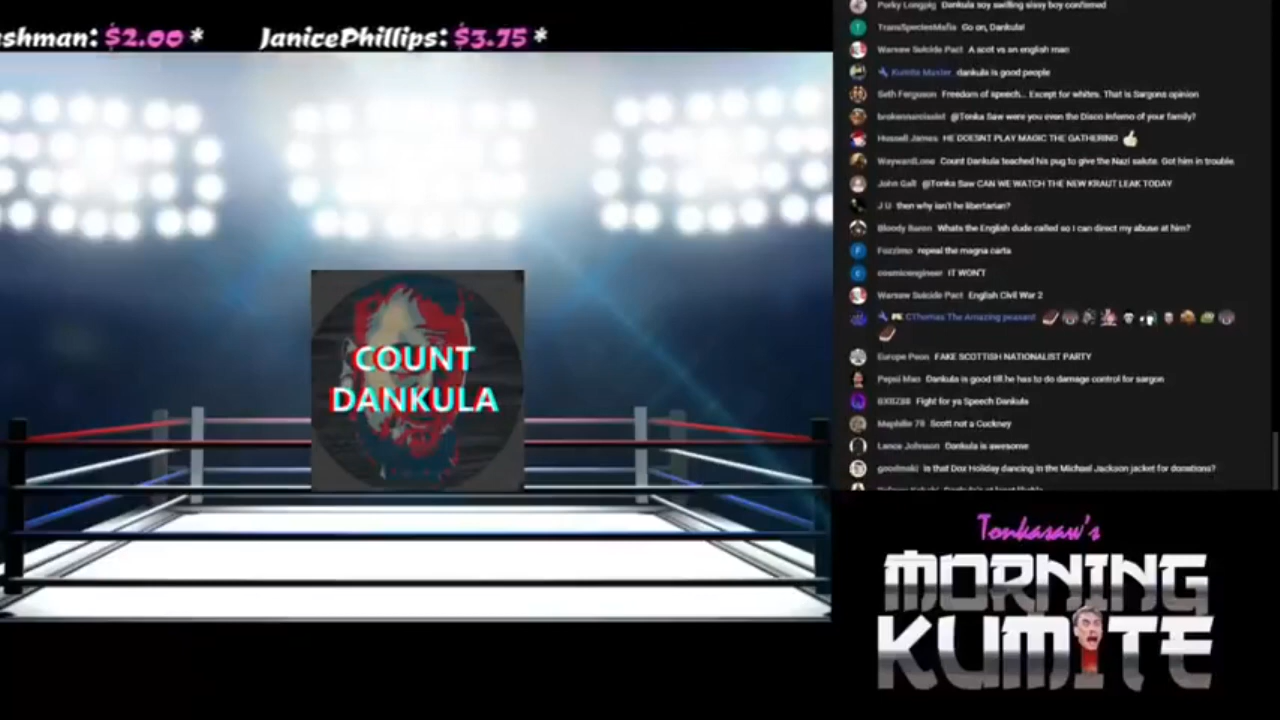 shman: $2.00 * JanicePhillips: $3.75 *
Porky Longpig Dankula soy swilling sissy boy confirmed
TransSpeciesMafia Go on, Dankula!
Warsaw Suicide Pact A scot vs an english man
Kumite Master dankula is good people
Seth Ferguson Freedom of speech... Except for whites. That is Sargons opinion
brokennarcissist @Tonka Saw were you even the Disco Inferno of your family?
Hussell James HE DOESNT PLAY MAGIC THE GATHERING
WaywardLone Count Dankula teached his pug to give the Nazi salute. Got him in trouble.
John Galt @Tonka Saw CAN WE WATCH THE NEW KRAUT LEAK TODAY
J U then why isn't he libertarian?
Bloody Baron Whats the English dude called so I can direct my abuse at him?
Fozzimo repeal the magna carta
cosmicengineer IT WON'T
Warsaw Suicide Pact English Civil War 2
CThomas The Amazing peasant
Europe Peon FAKE SCOTTISH NATIONALIST PARTY
Pepsi Man Dankula is good till he has to do damage control for sargon
Fight for ya Speech Dankula
Mephilie 78 Scott not a Cuckney
Lance Johnson Dankula is awesome
goodmski is that Doz Holiday dancing in the Michael Jackson jacket for donations?
COUNT
DANKULA
Tonkasaw's
MORNING
KUMITE